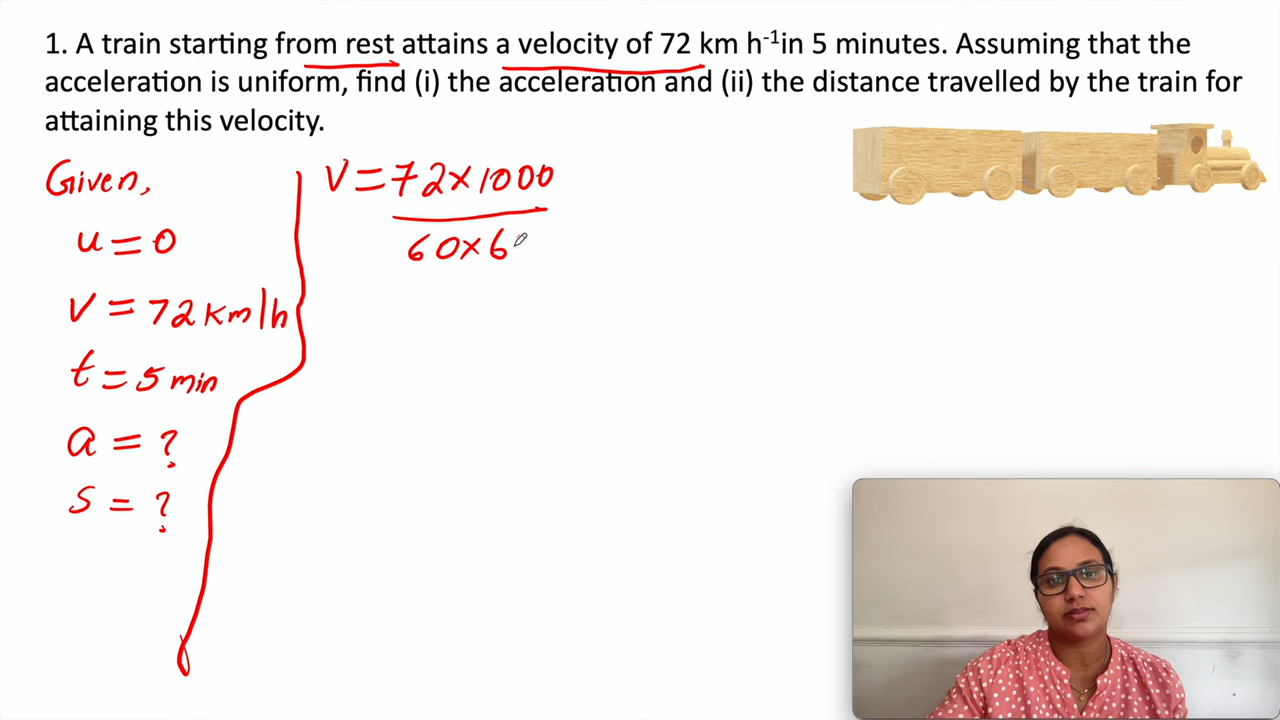 1. A train starting from rest attains a velocity of 72 km h⁻¹in 5 minutes. Assuming that the
acceleration is uniform, find (i) the acceleration and (ii) the distance travelled by the train for
attaining this velocity.
Given,
u = 0
v = 72 km/h
t = 5 min
a = ?
s = ?
V = 72×1000
60×6